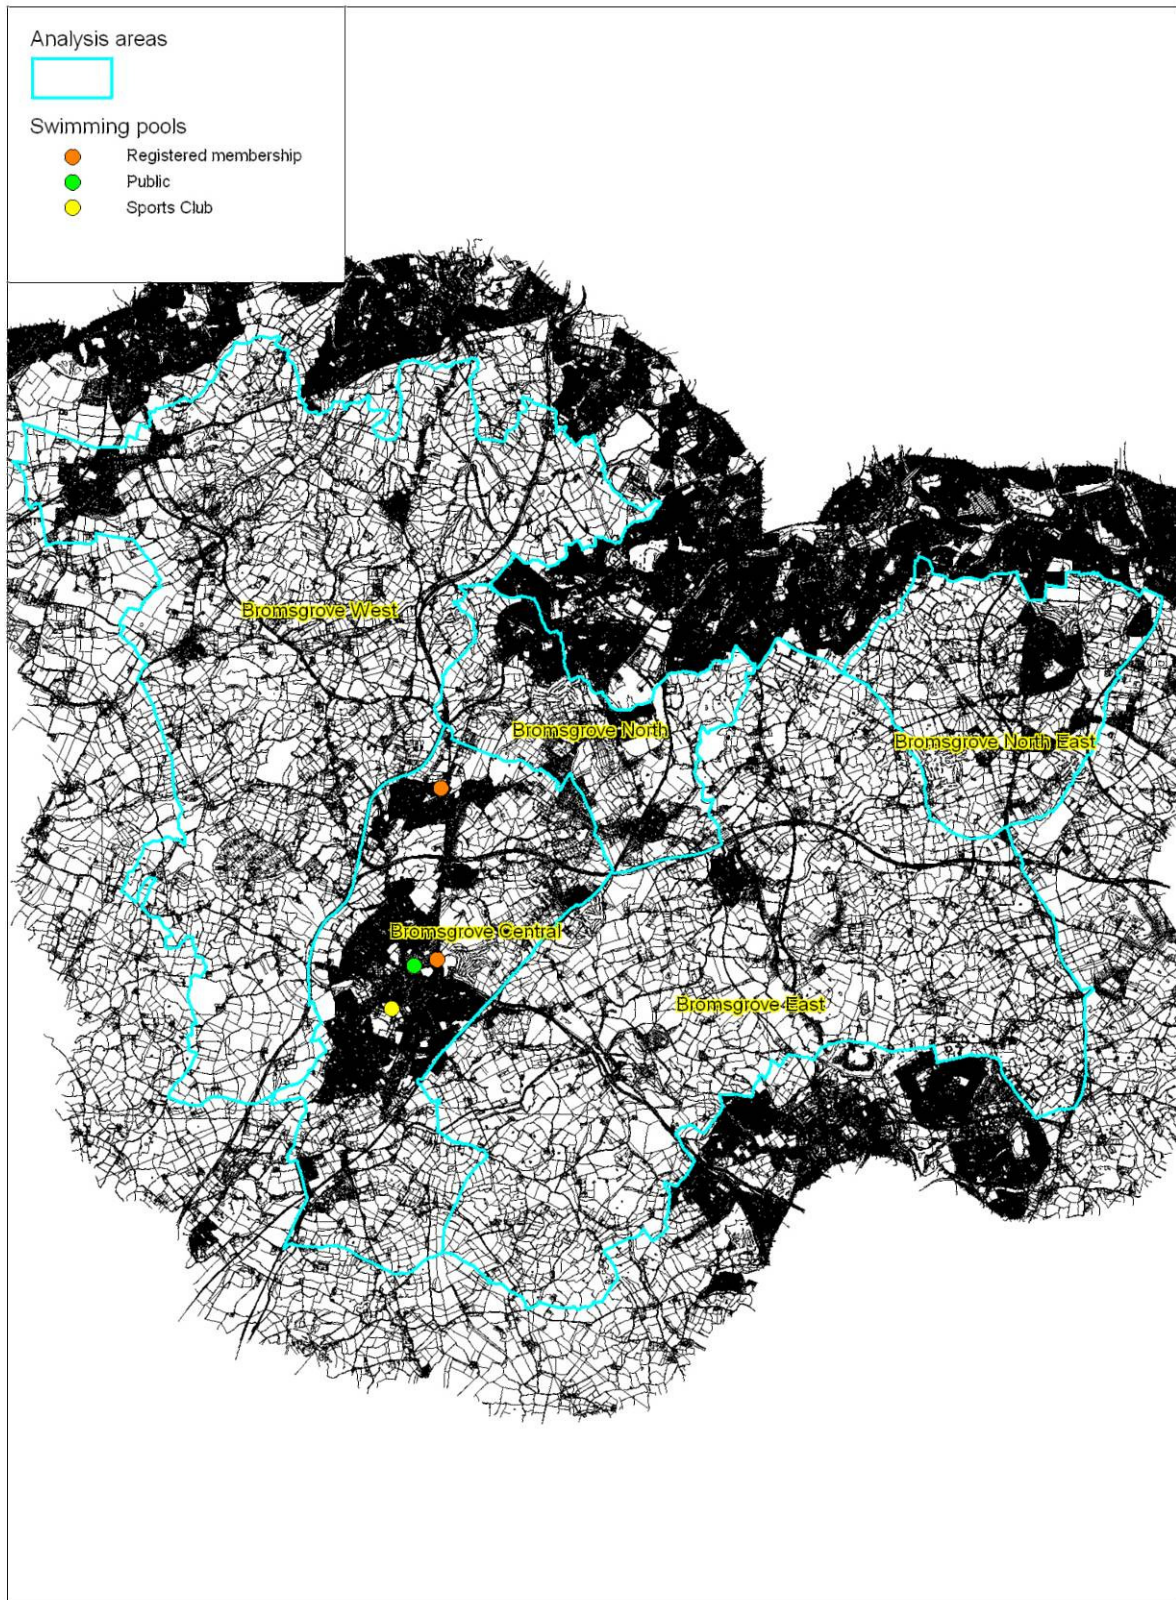 Analysis areas
Swimming pools
Registered membership
Public
Sports Club
Bromsgrove West
Bromsgrove North
Bromsgrove North East
Bromsgrove Central
Bromsgrove East